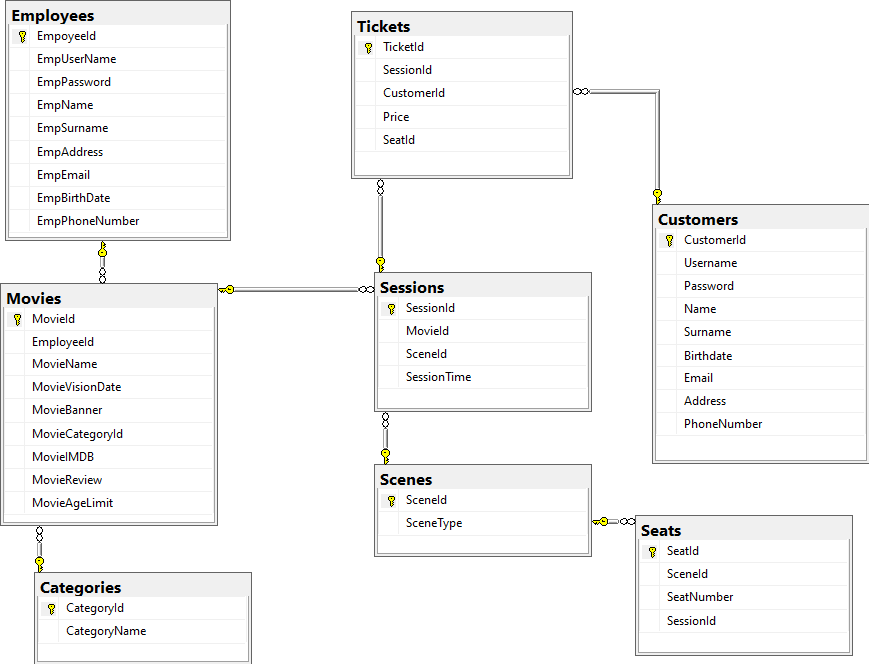 Employees
EmpoyeeId
EmpUserName
EmpPassword
EmpName
EmpSurname
EmpAddress
EmpEmail
EmpBirthDate
EmpPhoneNumber
Tickets
TicketId
SessionId
CustomerId
Price
SeatId
Customers
CustomerId
Username
Password
Name
Surname
Birthdate
Email
Address
PhoneNumber
Movies
MovieId
EmployeeId
MovieName
MovieVisionDate
MovieBanner
MovieCategoryId
MovieIMDB
MovieReview
MovieAgeLimit
Sessions
SessionId
MovieId
SceneId
SessionTime
Scenes
SceneId
SceneType
Seats
SeatId
SceneId
SeatNumber
SessionId
Categories
CategoryId
CategoryName